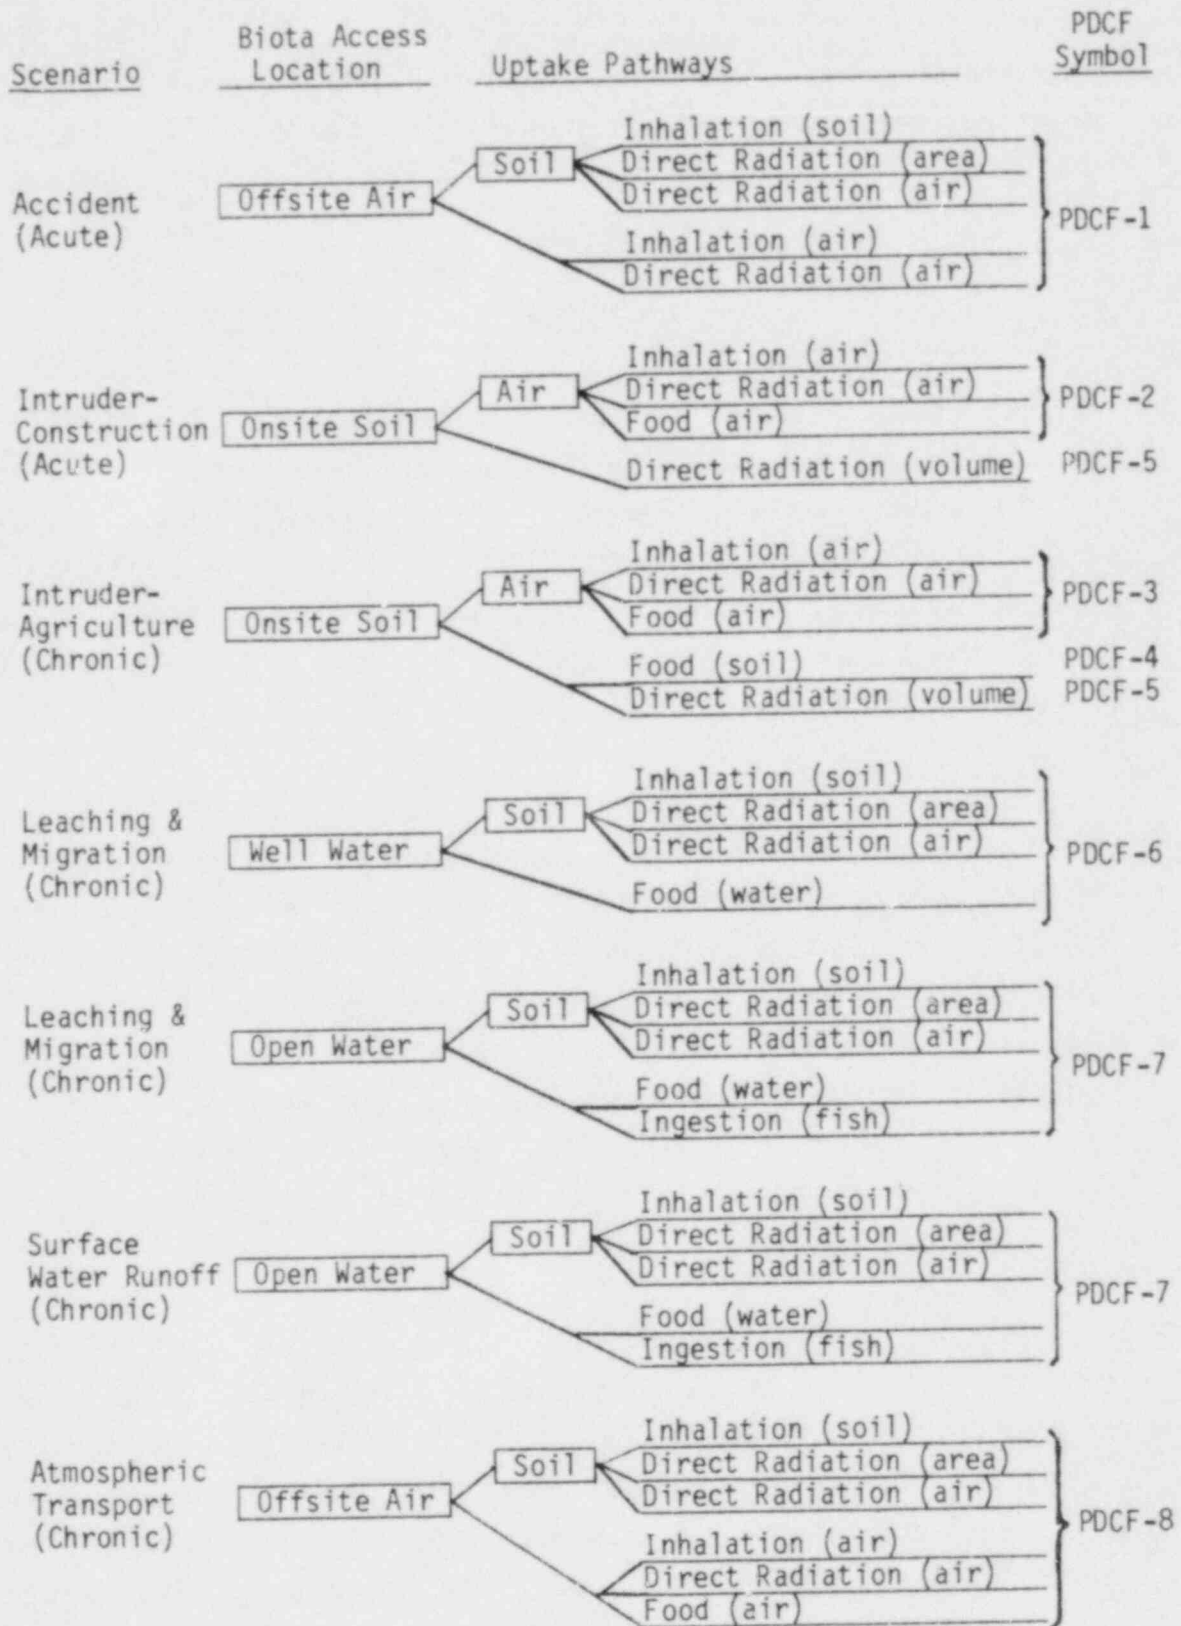 Scenario
Biota Access
Location
Uptake Pathways
PDCF
Symbol
Accident
(Acute)
Offsite Air
Soil
Inhalation (soil)
Direct Radiation (area)
Direct Radiation (air)
Inhalation (air)
Direct Radiation (air)
PDCF-1
Intruder-
Construction
(Acute)
Onsite Soil
Air
Inhalation (air)
Direct Radiation (air)
Food (air)
PDCF-2
Direct Radiation (volume)
PDCF-5
Intruder-
Agriculture
(Chronic)
Onsite Soil
Air
Inhalation (air)
Direct Radiation (air)
Food (air)
PDCF-3
Food (soil)
PDCF-4
Direct Radiation (volume)
PDCF-5
Leaching &
Migration
(Chronic)
Well Water
Soil
Inhalation (soil)
Direct Radiation (area)
Direct Radiation (air)
Food (water)
PDCF-6
Leaching &
Migration
(Chronic)
Open Water
Soil
Inhalation (soil)
Direct Radiation (area)
Direct Radiation (air)
Food (water)
Ingestion (fish)
PDCF-7
Surface
Water Runoff
(Chronic)
Open Water
Soil
Inhalation (soil)
Direct Radiation (area)
Direct Radiation (air)
Food (water)
Ingestion (fish)
PDCF-7
Atmospheric
Transport
(Chronic)
Offsite Air
Soil
Inhalation (soil)
Direct Radiation (area)
Direct Radiation (air)
Inhalation (air)
Direct Radiation (air)
Food (air)
PDCF-8